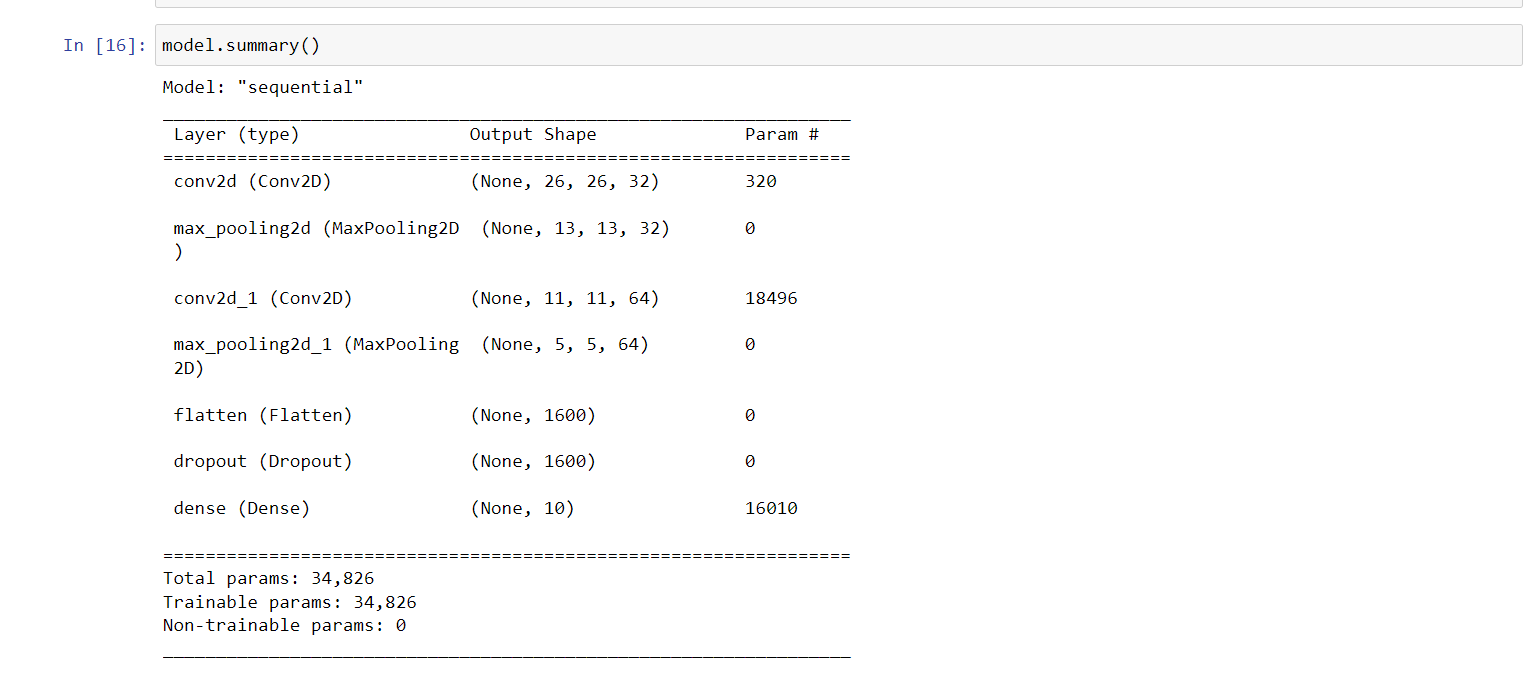 In [16]: model.summary()
Model: "sequential"
_________________________________________________________________
Layer (type) Output Shape Param #
=================================================================
conv2d (Conv2D) (None, 26, 26, 32) 320
max_pooling2d (MaxPooling2D (None, 13, 13, 32) 0
)
conv2d_1 (Conv2D) (None, 11, 11, 64) 18496
max_pooling2d_1 (MaxPooling (None, 5, 5, 64) 0
2D)
flatten (Flatten) (None, 1600) 0
dropout (Dropout) (None, 1600) 0
dense (Dense) (None, 10) 16010
=================================================================
Total params: 34,826
Trainable params: 34,826
Non-trainable params: 0
_________________________________________________________________